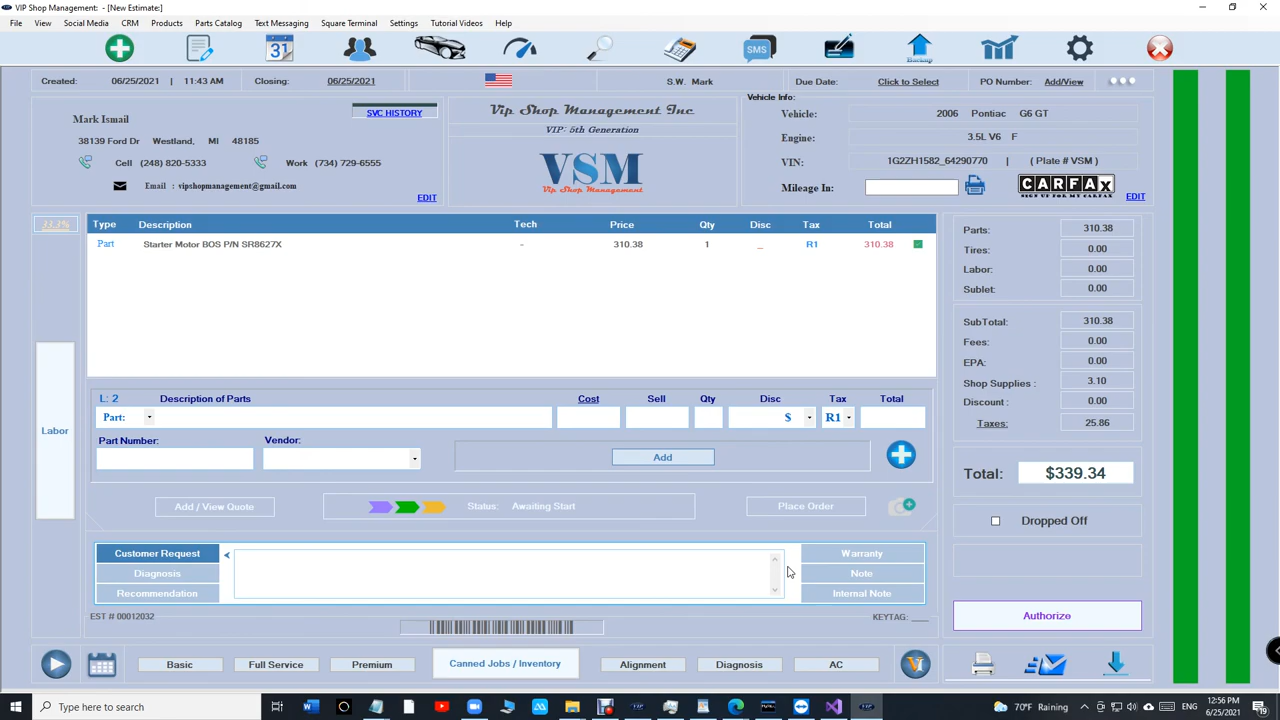 VIP Shop Management: - [New Estimate:]
File View Social Media CRM Products Parts Catalog Text Messaging Square Terminal Settings Tutorial Videos Help
31 SMS Backup
Created: 06/25/2021 | 11:43 AM Closing: 06/25/2021 S.W. Mark Due Date: Click to Select PO Number: Add/View
Mark Ismail
SVC HISTORY
38139 Ford Dr Westland, MI 48185
Cell (248) 820-5333 Work (734) 729-6555
Email : vipshopmanagement@gmail.com
EDIT
Vip Shop Management Inc
VIP: 5th Generation
VSM
Vip Shop Management
Vehicle Info:
Vehicle: 2006 Pontiac G6 GT
Engine: 3.5L V6 F
VIN: 1G2ZH1582_64290770 | ( Plate # VSM )
Mileage In: CARFAX
SIGN UP FOR MY CARFAX
EDIT
33.3%
Type Description Tech Price Qty Disc Tax Total
Part Starter Motor BOS P/N SR8627X - 310.38 1 _ R1 310.38
Labor
L: 2 Description of Parts Cost Sell Qty Disc Tax Total
Part: $ R1
Part Number: Vendor:
Add
Add / View Quote Status: Awaiting Start Place Order
Customer Request < Warranty
Diagnosis Note
Recommendation Internal Note
EST # 00012032 KEYTAG: ___
Parts: 310.38
Tires: 0.00
Labor: 0.00
Sublet: 0.00
SubTotal: 310.38
Fees: 0.00
EPA: 0.00
Shop Supplies : 3.10
Discount : 0.00
Taxes: 25.86
Total: $339.34
Dropped Off
Authorize
Basic Full Service Premium Canned Jobs / Inventory Alignment Diagnosis AC
Type here to search
70°F Raining
12:56 PM
6/25/2021